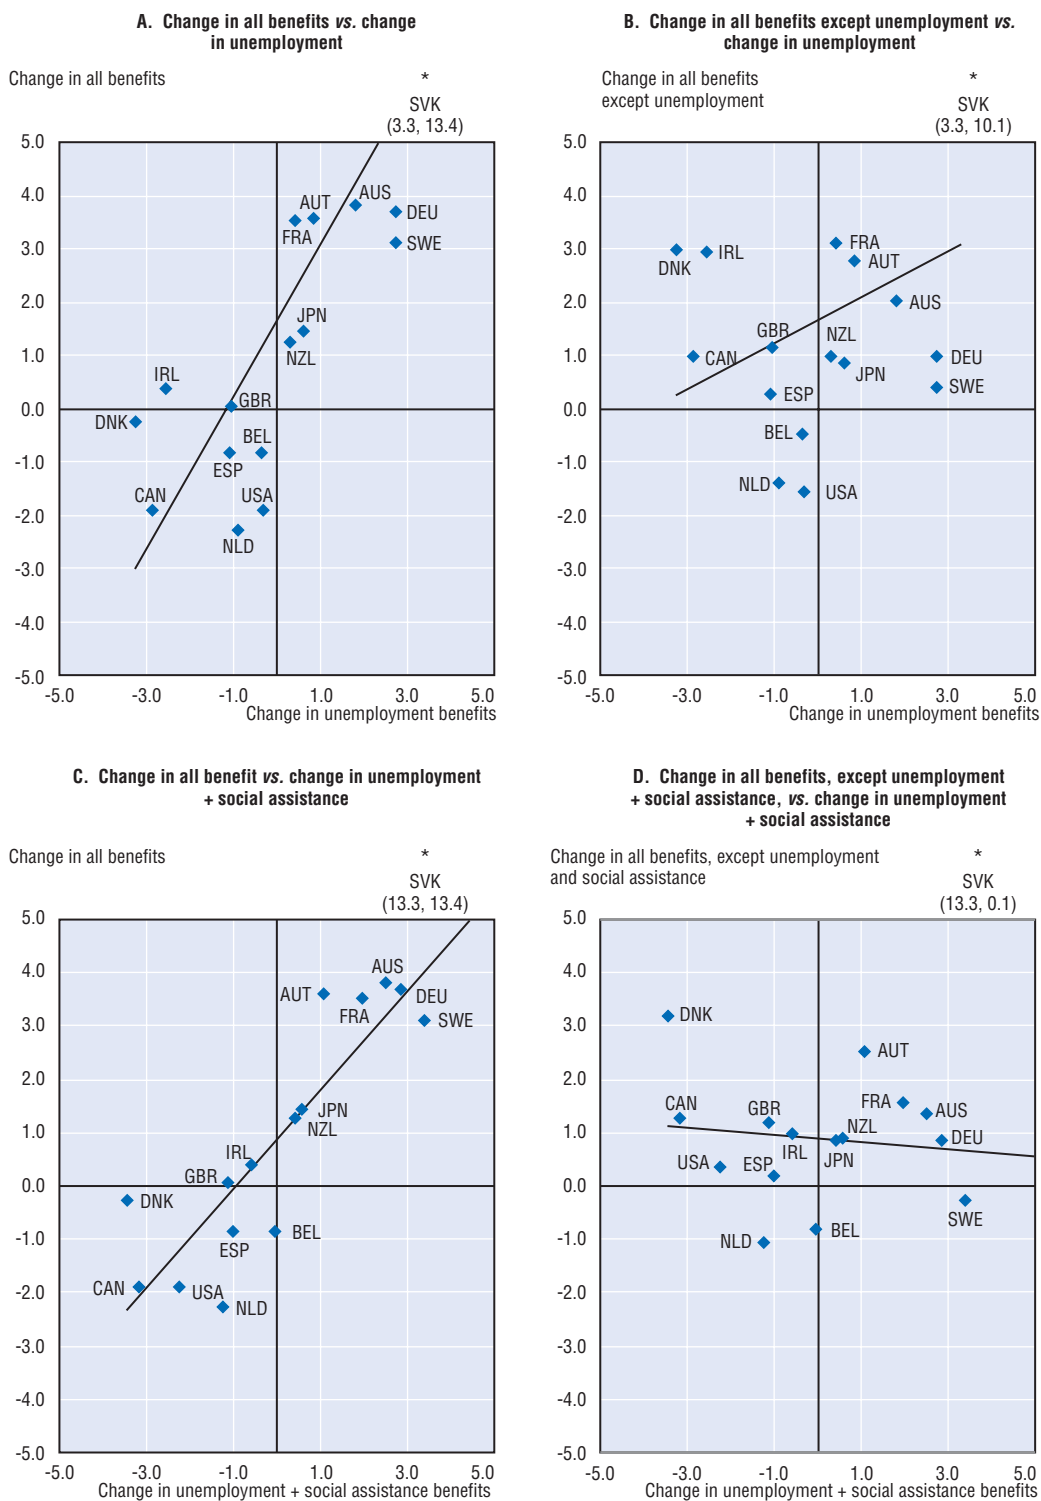 A. Change in all benefits vs. change
in unemployment
Change in all benefits
*
SVK
(3.3, 13.4)
5.0
4.0
3.0
2.0
1.0
0.0
-1.0
-2.0
-3.0
-4.0
-5.0
AUS
AUT
DEU
FRA
SWE
JPN
NZL
IRL
GBR
DNK
BEL
ESP
CAN
USA
NLD
-5.0 -3.0 -1.0 1.0 3.0 5.0
Change in unemployment benefits
B. Change in all benefits except unemployment vs.
change in unemployment
Change in all benefits
except unemployment
*
SVK
(3.3, 10.1)
5.0
4.0
3.0
2.0
1.0
0.0
-1.0
-2.0
-3.0
-4.0
-5.0
FRA
IRL
AUT
DNK
AUS
GBR
NZL
CAN
DEU
JPN
SWE
ESP
BEL
NLD
USA
-5.0 -3.0 -1.0 1.0 3.0 5.0
Change in unemployment benefits
C. Change in all benefit vs. change in unemployment
+ social assistance
Change in all benefits
*
SVK
(13.3, 13.4)
5.0
4.0
3.0
2.0
1.0
0.0
-1.0
-2.0
-3.0
-4.0
-5.0
AUS
AUT
DEU
FRA
SWE
JPN
NZL
IRL
GBR
DNK
BEL
ESP
CAN
USA
NLD
-5.0 -3.0 -1.0 1.0 3.0 5.0
Change in unemployment + social assistance benefits
D. Change in all benefits, except unemployment
+ social assistance, vs. change in unemployment
+ social assistance
Change in all benefits, except unemployment
and social assistance
*
SVK
(13.3, 0.1)
5.0
4.0
3.0
2.0
1.0
0.0
-1.0
-2.0
-3.0
-4.0
-5.0
DNK
AUT
CAN
FRA
GBR
AUS
NZL
DEU
IRL
JPN
USA
ESP
SWE
BEL
NLD
-5.0 -3.0 -1.0 1.0 3.0 5.0
Change in unemployment + social assistance benefits